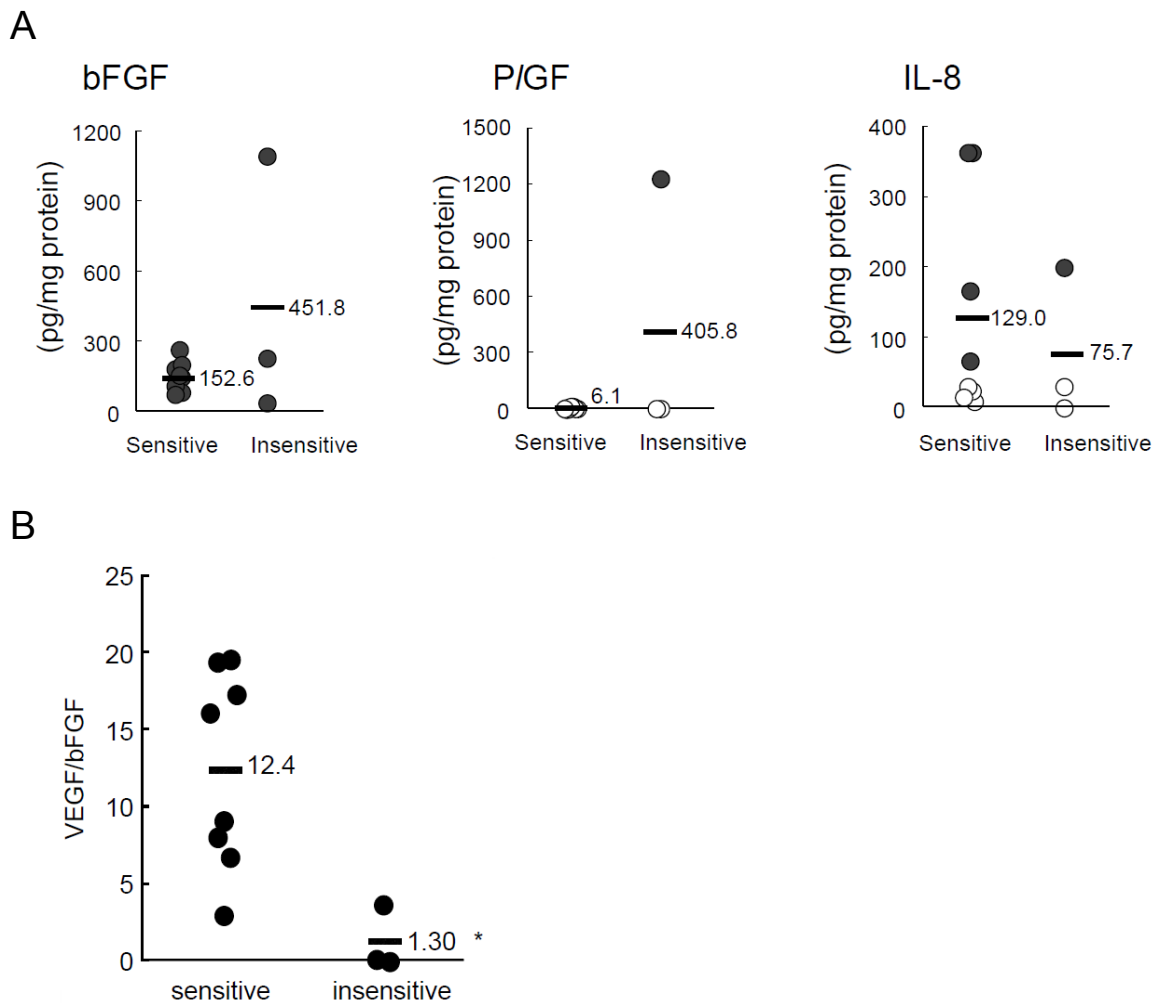 A
bFGF
PlGF
IL-8
(pg/mg protein)
1200
900
600
300
0
451.8
152.6
Sensitive
Insensitive
(pg/mg protein)
1500
1200
900
600
300
0
405.8
6.1
Sensitive
Insensitive
(pg/mg protein)
400
300
200
100
0
129.0
75.7
Sensitive
Insensitive
B
VEGF/bFGF
25
20
15
10
5
0
12.4
1.30 *
sensitive
insensitive